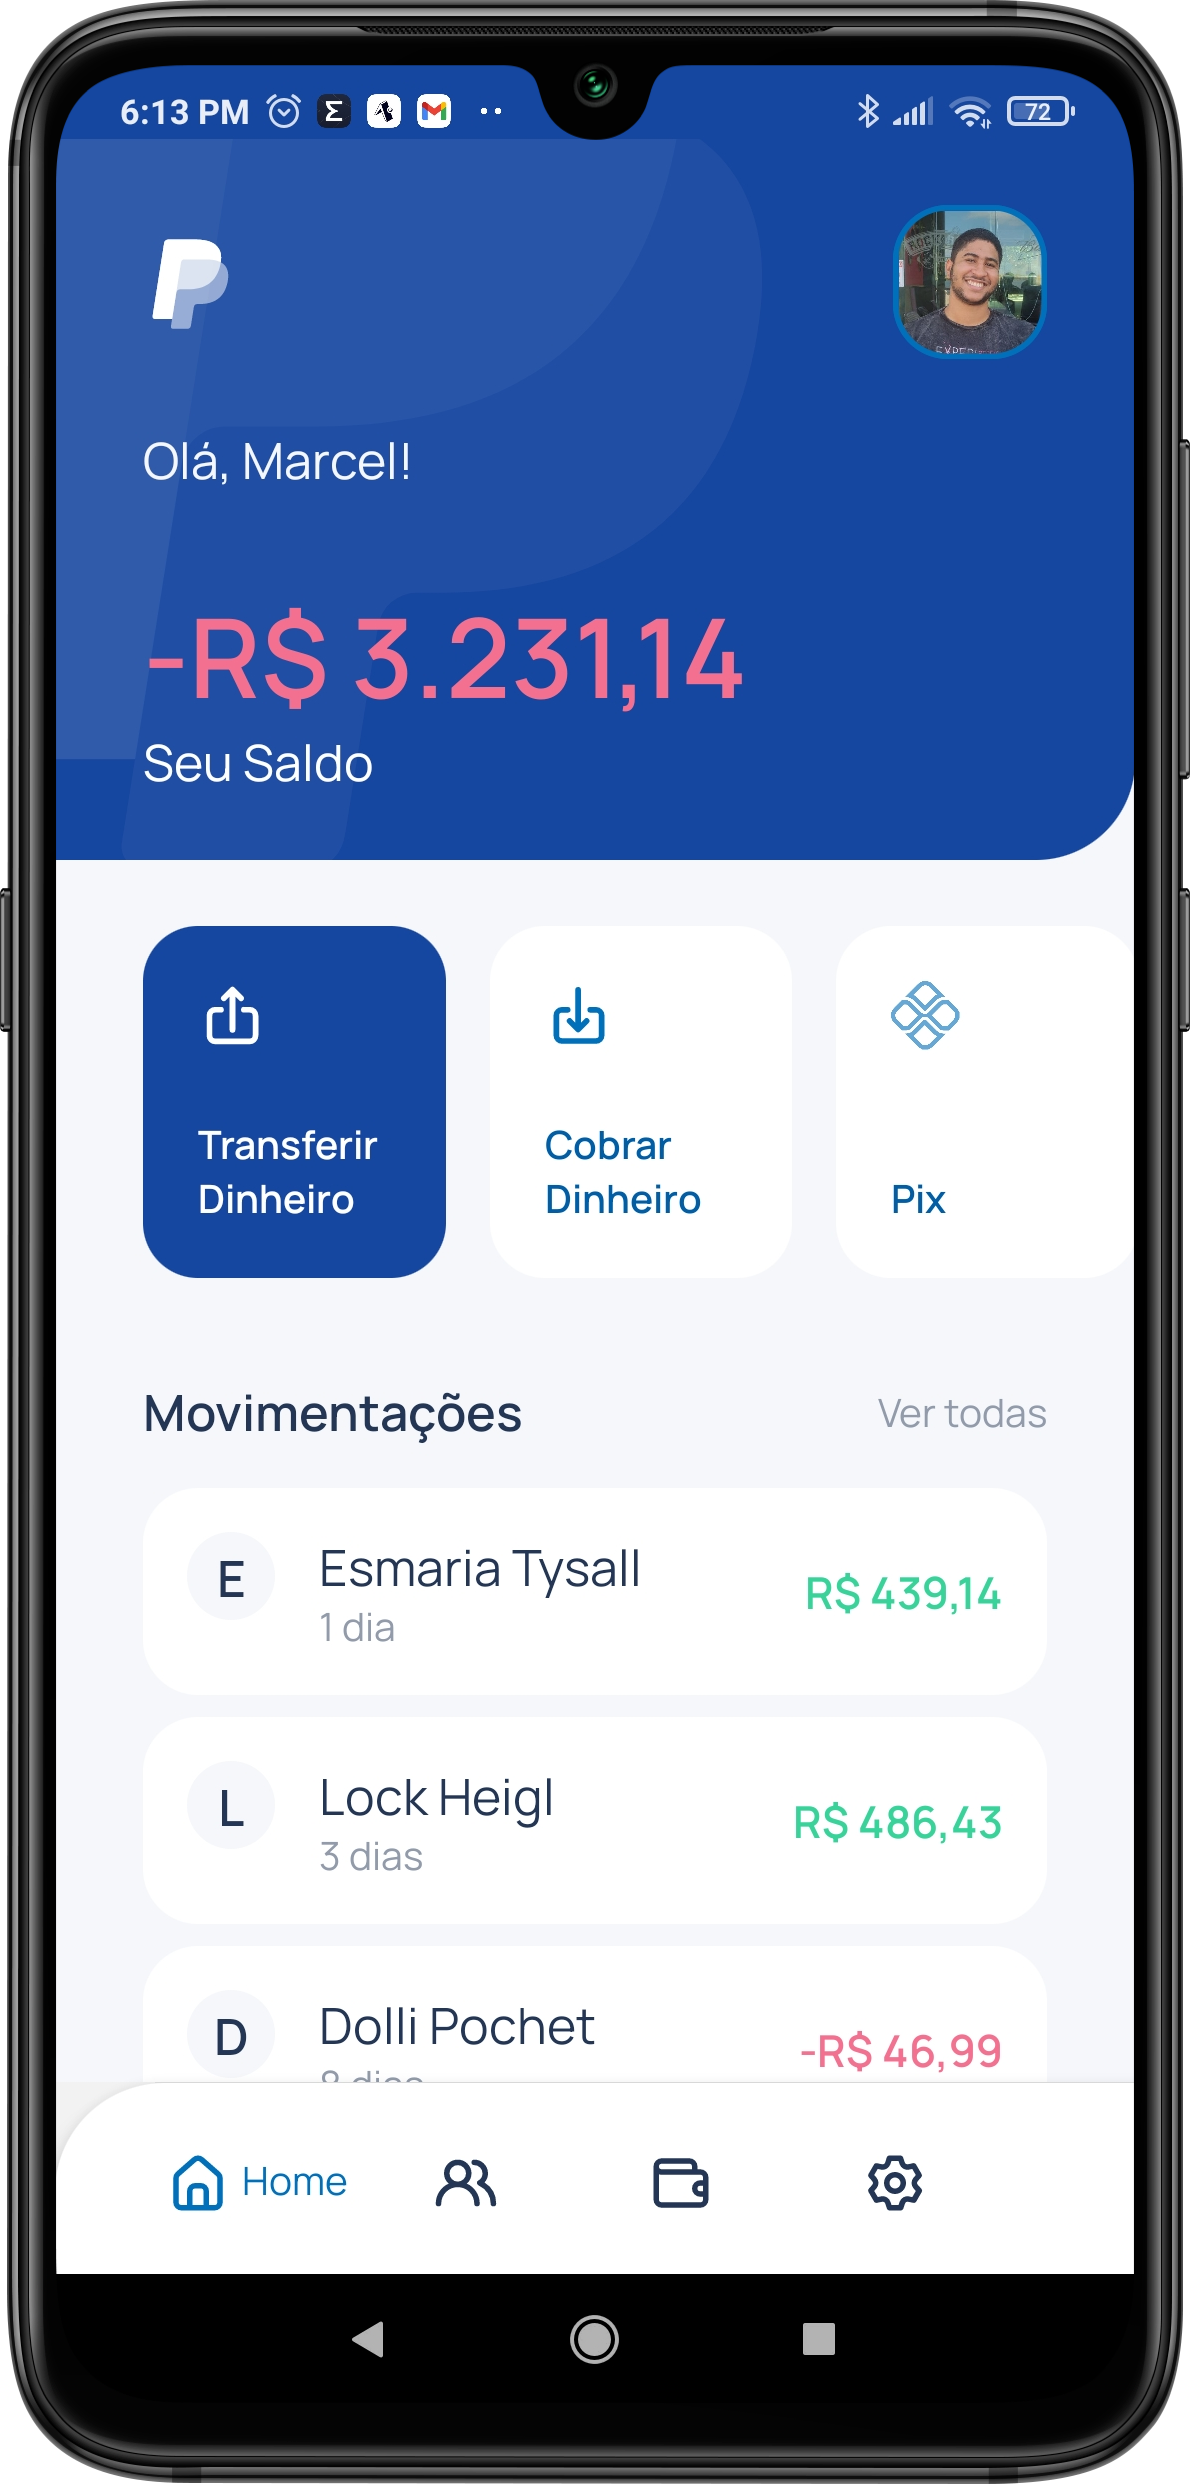 6:13 PM
72
Olá, Marcel!
-R$ 3.231,14
Seu Saldo
Transferir
Dinheiro
Cobrar
Dinheiro
Pix
Movimentações
Ver todas
E
Esmaria Tysall
1 dia
R$ 439,14
L
Lock Heigl
3 dias
R$ 486,43
D
Dolli Pochet
-R$ 46,99
Home